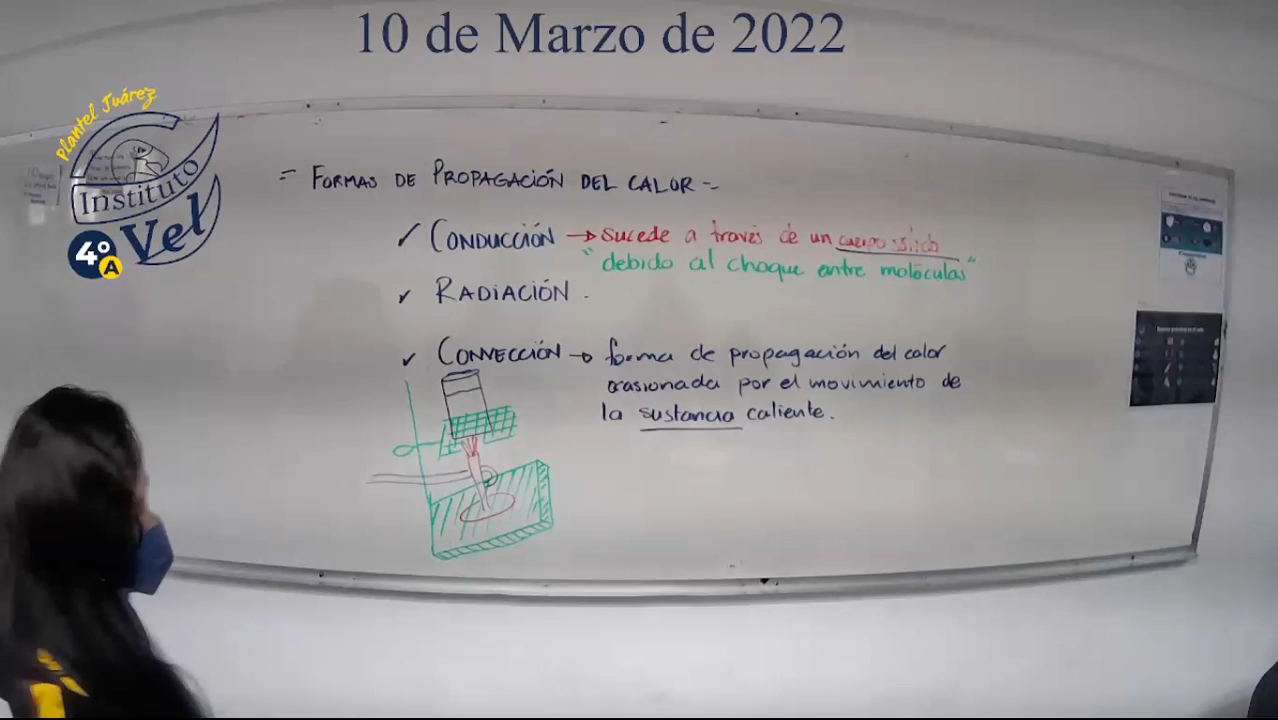 10 de Marzo de 2022
Plantel Juárez
Instituto
Vel
4º
A
= FORMAS DE PROPAGACIÓN DEL CALOR =
✓ CONDUCCIÓN → sucede a través de un cuerpo sólido
"debido al choque entre moléculas"
✓ RADIACIÓN.
✓ CONVECCIÓN → forma de propagación del calor
ocasionada por el movimiento de
la sustancia caliente.